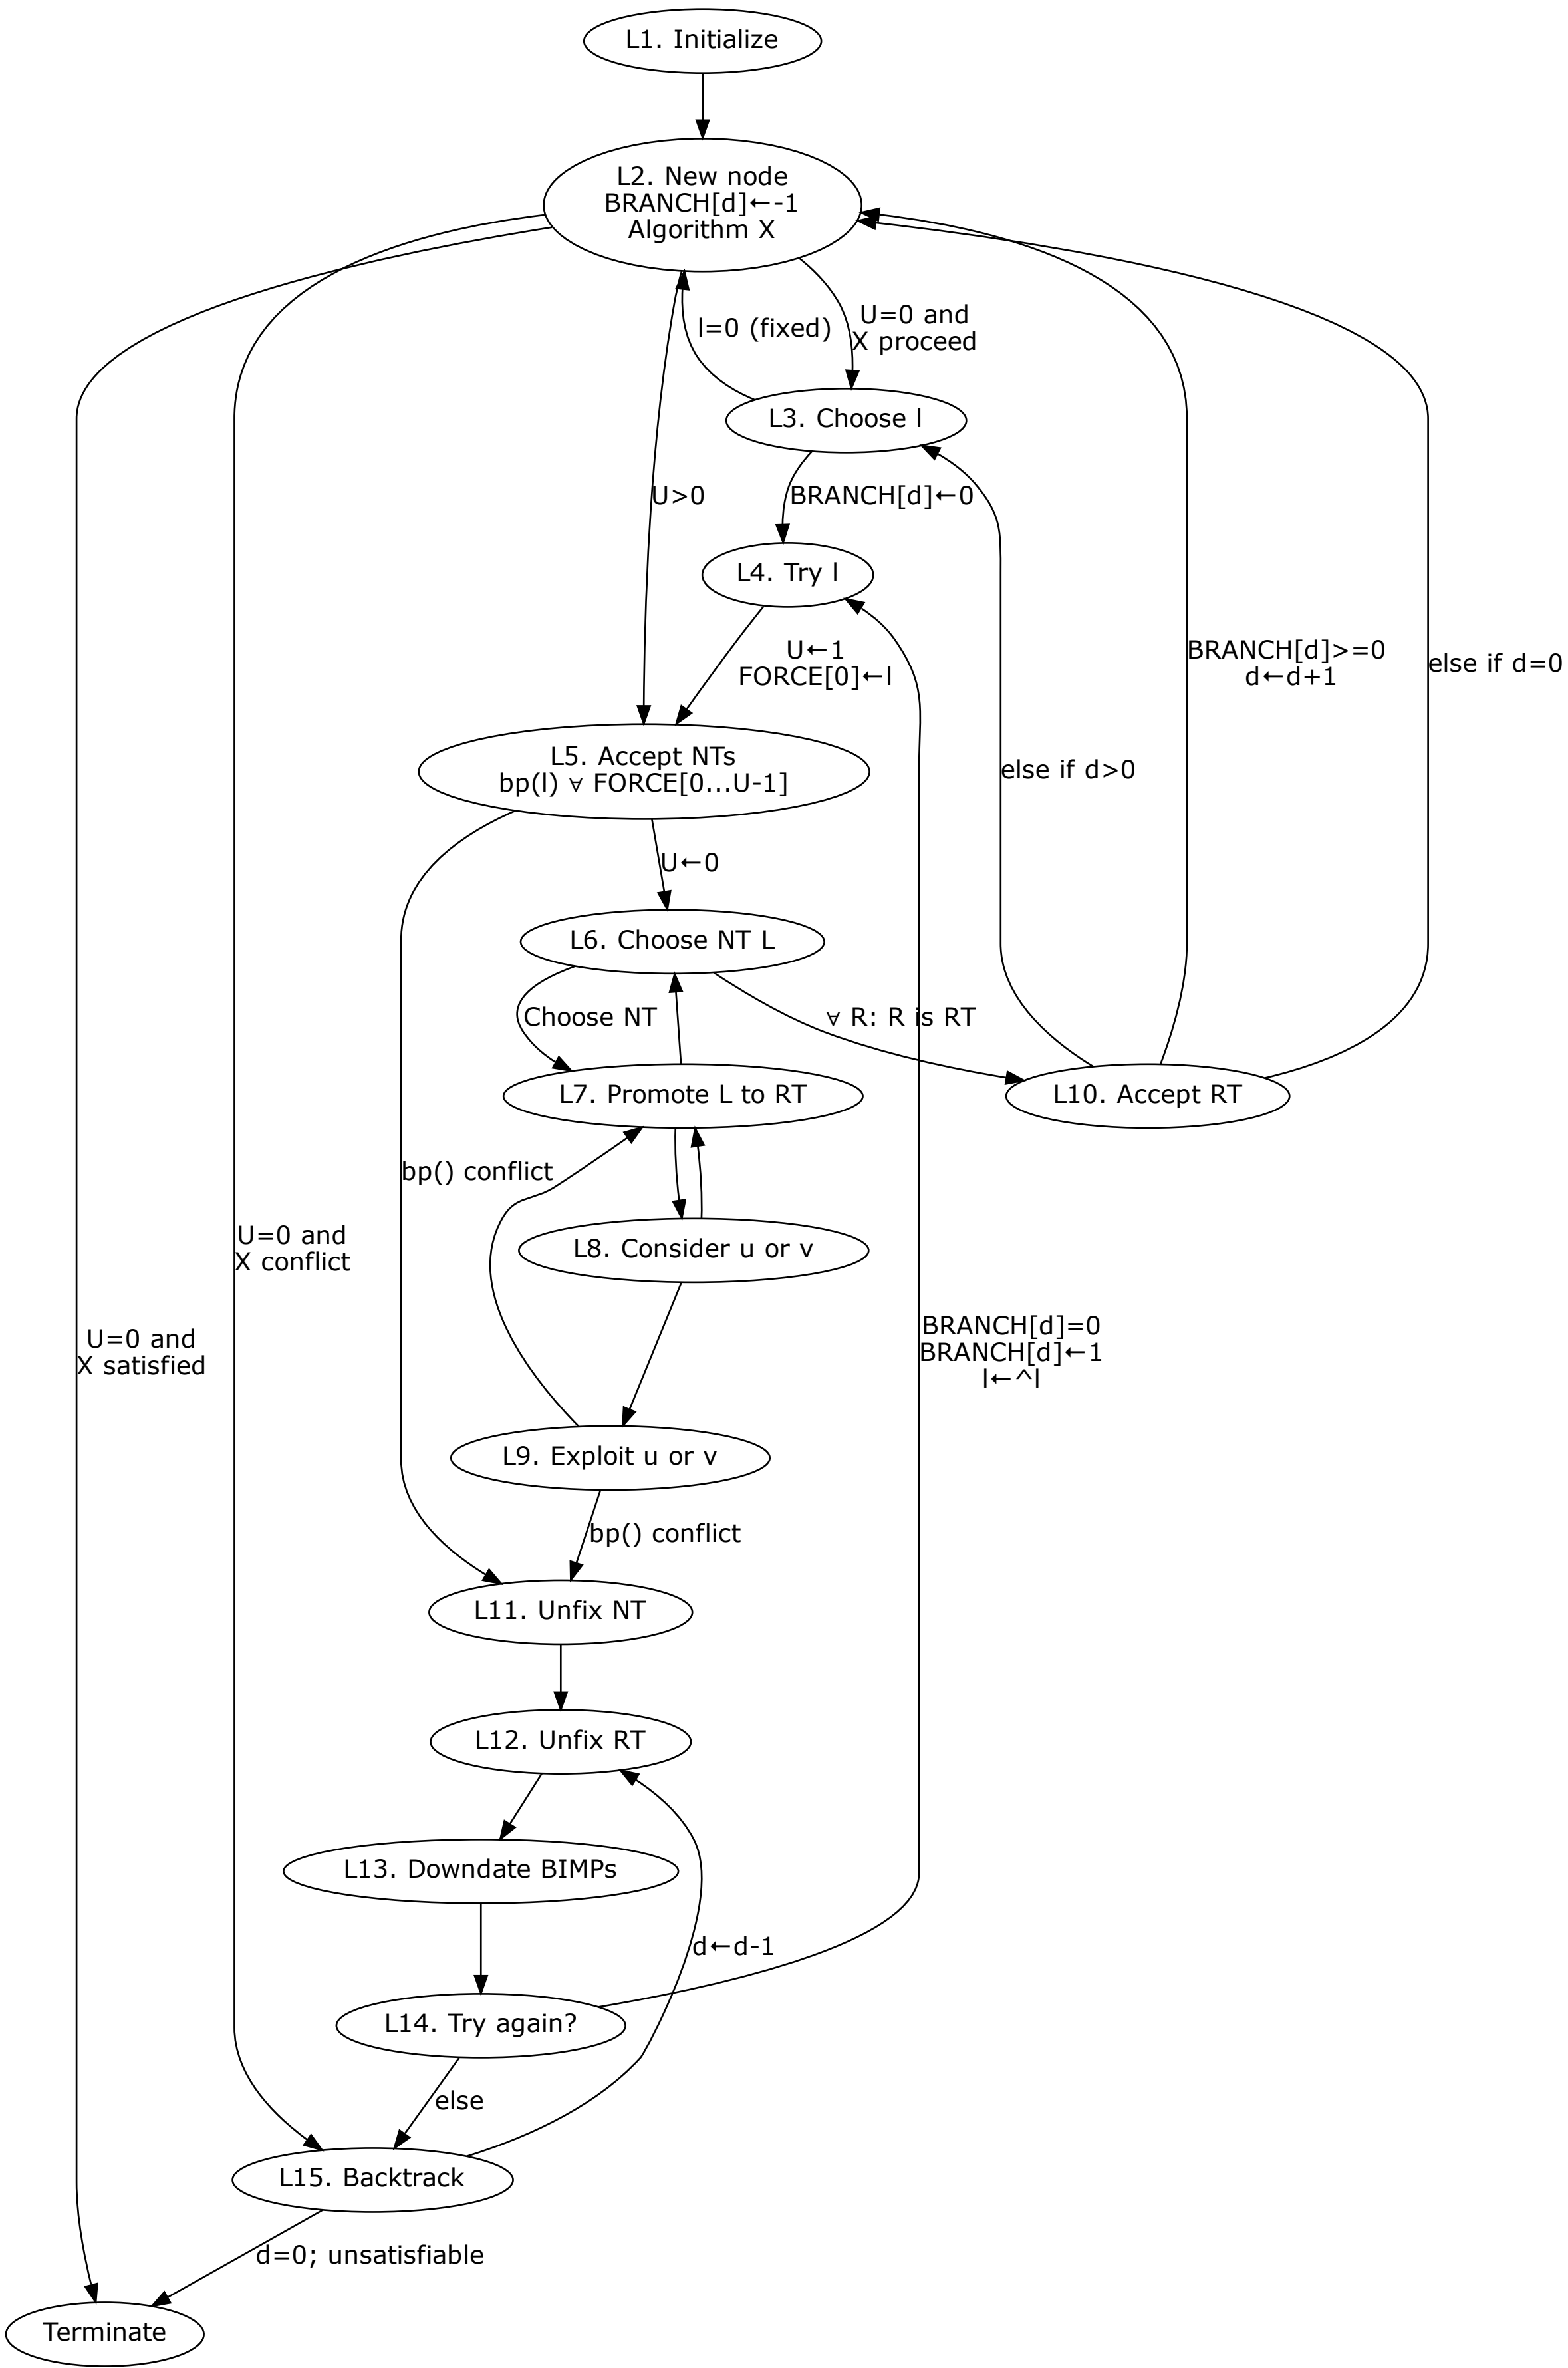 L1. Initialize
L2. New node
BRANCH[d]←-1
Algorithm X
l=0 (fixed)
U=0 and
X proceed
L3. Choose l
U>0
BRANCH[d]←0
L4. Try l
U←1
FORCE[0]←l
BRANCH[d]>=0
d←d+1
else if d=0
L5. Accept NTs
bp(l) ∀ FORCE[0...U-1]
else if d>0
U←0
L6. Choose NT L
Choose NT
∀ R: R is RT
L7. Promote L to RT
L10. Accept RT
bp() conflict
U=0 and
X conflict
L8. Consider u or v
U=0 and
X satisfied
BRANCH[d]=0
BRANCH[d]←1
l←^l
L9. Exploit u or v
bp() conflict
L11. Unfix NT
L12. Unfix RT
L13. Downdate BIMPs
d←d-1
L14. Try again?
else
L15. Backtrack
d=0; unsatisfiable
Terminate